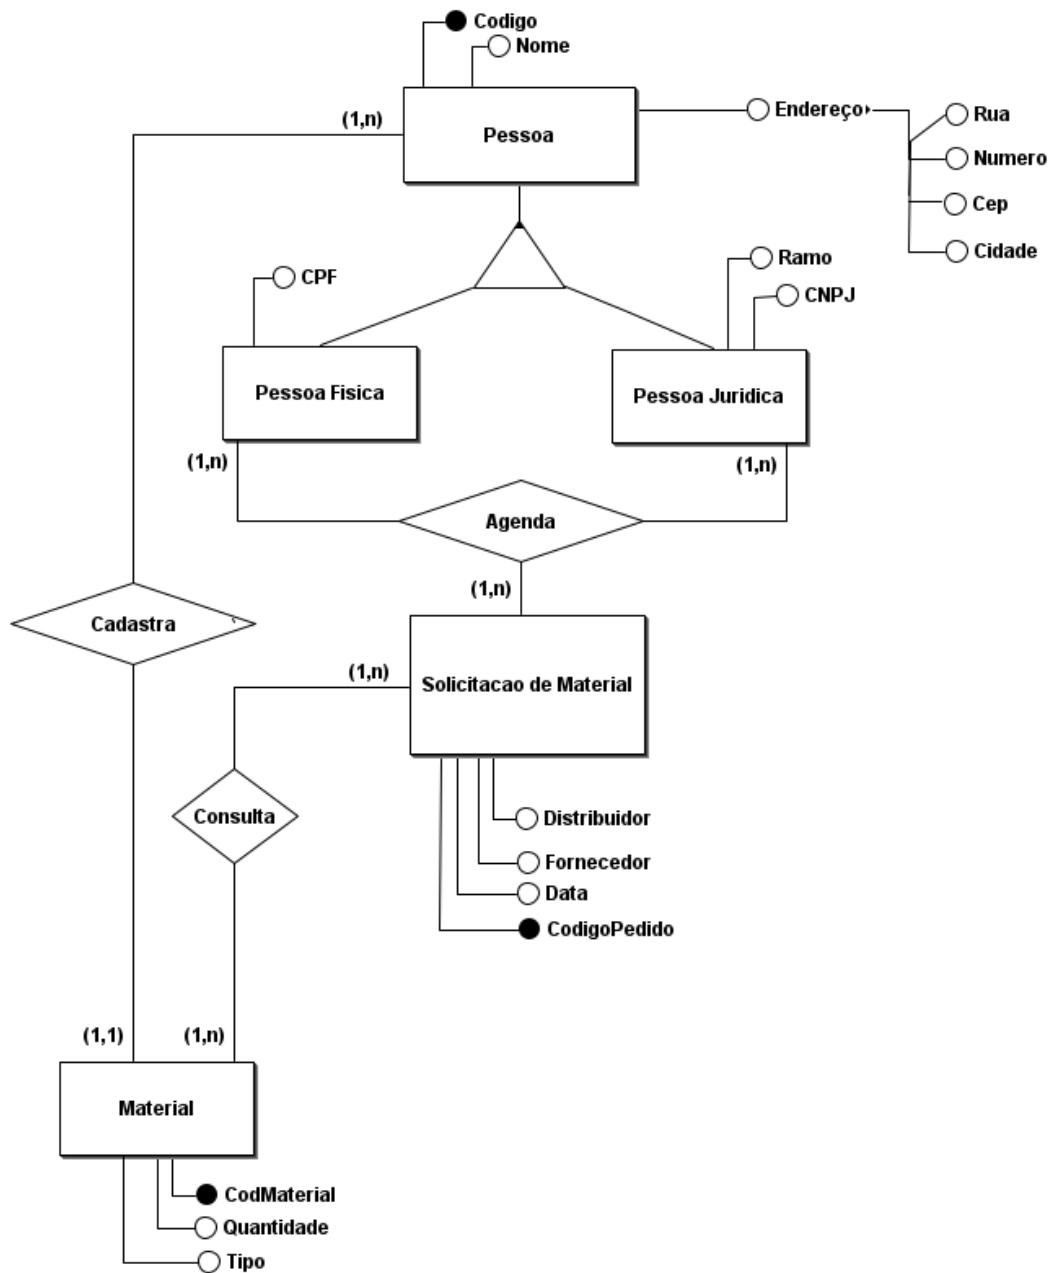 Codigo
Nome
(1,n)
Pessoa
Endereço
Rua
Numero
Cep
Cidade
CPF
Ramo
CNPJ
Pessoa Fisica
Pessoa Juridica
(1,n)
(1,n)
Agenda
(1,n)
Cadastra
(1,n)
Solicitacao de Material
Consulta
Distribuidor
Fornecedor
Data
CodigoPedido
(1,1)
(1,n)
Material
CodMaterial
Quantidade
Tipo